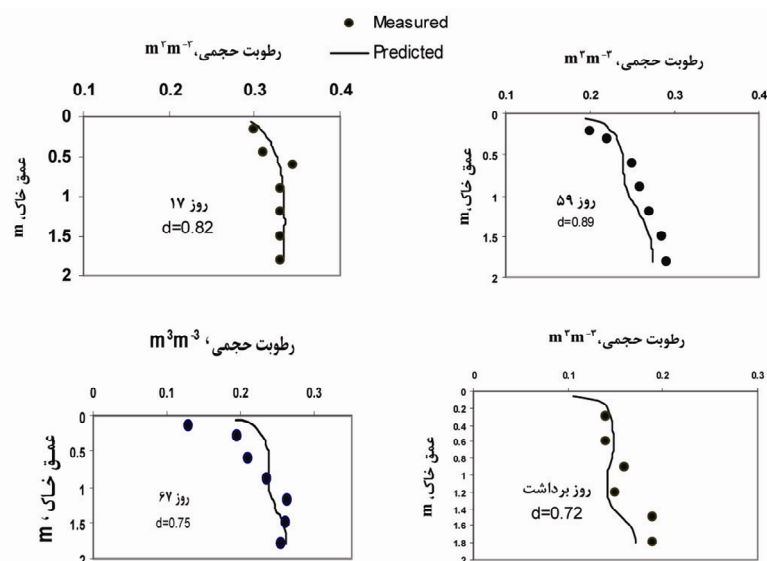 Measured
Predicted
رطوبت حجمی، m³m⁻³
0.1 0.2 0.3 0.4
0
0.5
1
1.5
2
عمق خاک، m
روز ۱۷
d=0.82
رطوبت حجمی، m³m⁻³
0.1 0.2 0.3 0.4
0
0.5
1
1.5
2
عمق خاک، m
روز ۵۹
d=0.89
رطوبت حجمی، m³m⁻³
0 0.1 0.2 0.3
0
0.5
1
1.5
2
عمق خاک، m
روز ۶۷
d=0.75
رطوبت حجمی، m³m⁻³
0 0.1 0.2 0.3
0
0.2
0.4
0.6
0.8
1
1.2
1.4
1.6
1.8
2
عمق خاک، m
روز برداشت
d=0.72